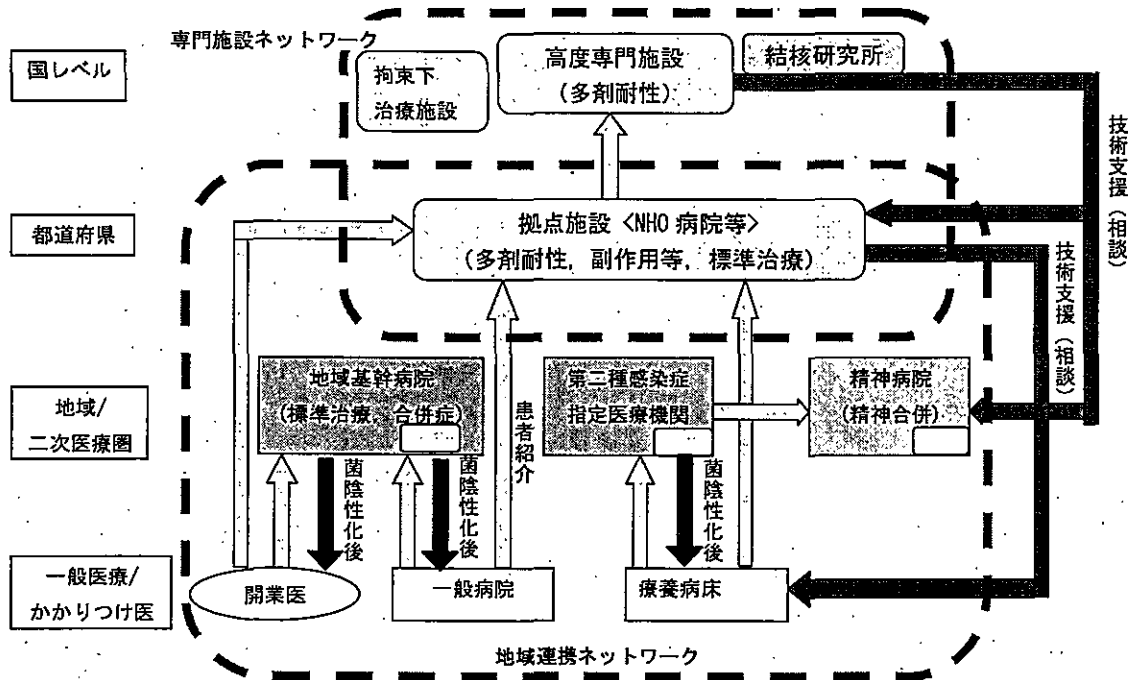 専門施設ネットワーク
国レベル
拘束下
治療施設
高度専門施設
（多剤耐性）
結核研究所
技術支援（相談）
都道府県
拠点施設〈NHO 病院等〉
（多剤耐性，副作用等，標準治療）
技術支援（相談）
地域/
二次医療圏
地域基幹病院
（標準治療，合併症）
患者紹介
第二種感染症
指定医療機関
精神病院
（精神合併）
菌陰性化後
菌陰性化後
菌陰性化後
一般医療/
かかりつけ医
開業医
一般病院
療養病床
地域連携ネットワーク